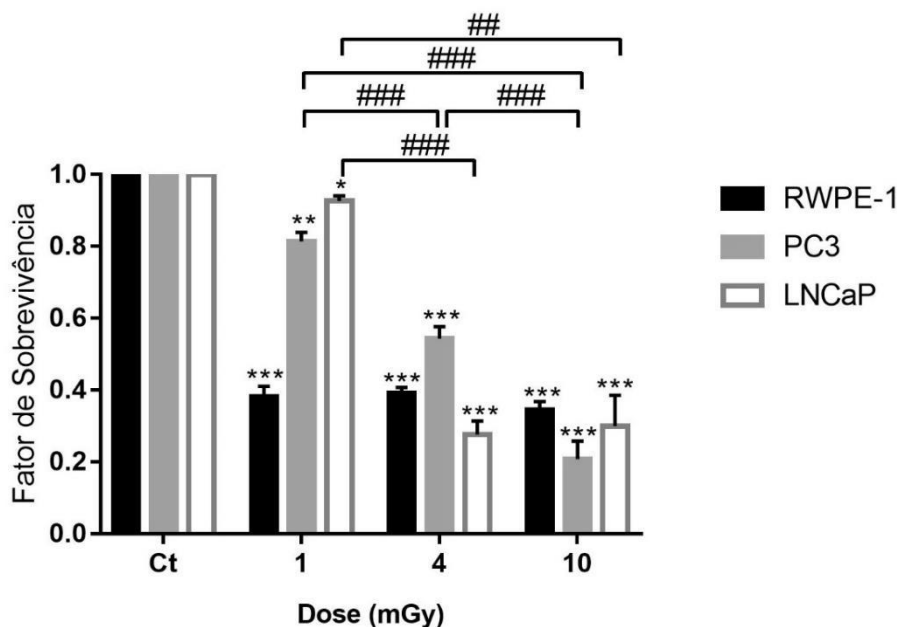 ##
###
### ###
###
1.0
0.8
0.6
0.4
0.2
0.0
Fator de Sobrevivência
*** ** *
*** *** ***
*** *** ***
Ct 1 4 10
Dose (mGy)
RWPE-1
PC3
LNCaP